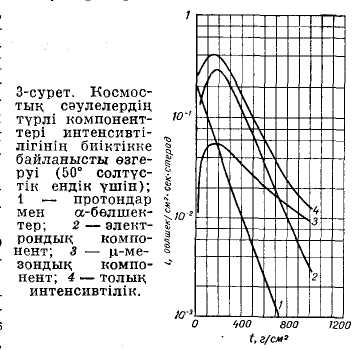 3-сурет. Космос-
тық сәулелердің
түрлі компонент-
тері интенсивті-
лігінің биіктікке
байланысты өзге-
руі (50° солтүс-
тік ендік үшін);
1 — протондар
мен α-бөлшек-
тер; 2 — элект-
рондық компо-
нент; 3 — μ-ме-
зондық компо-
нент; 4 — толық
интенсивтілік.
1
10⁻¹
10⁻²
10⁻³
I, бөлшек/см²·сек·стерад
4
3
2
1
0
400
800
1200
t, г/см²